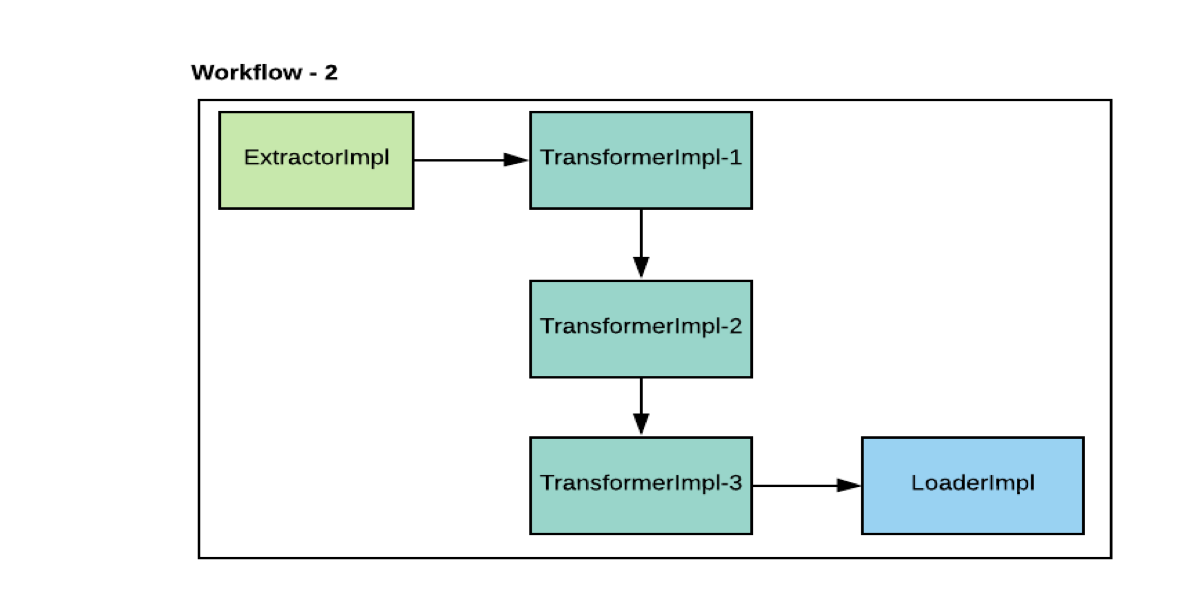 Workflow - 2
ExtractorImpl
TransformerImpl-1
TransformerImpl-2
TransformerImpl-3
LoaderImpl